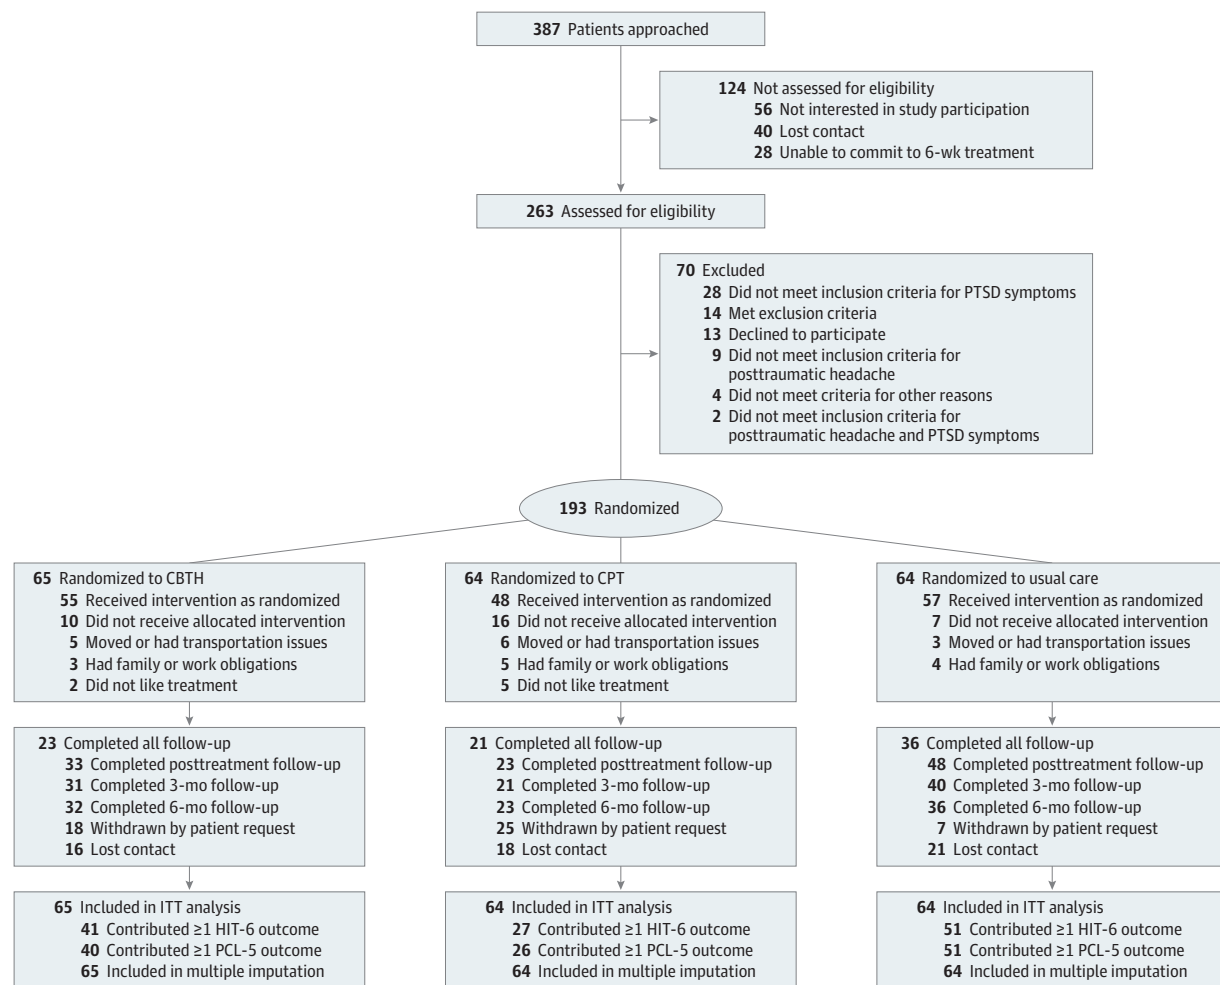 387 Patients approached
124 Not assessed for eligibility
56 Not interested in study participation
40 Lost contact
28 Unable to commit to 6-wk treatment
263 Assessed for eligibility
70 Excluded
28 Did not meet inclusion criteria for PTSD symptoms
14 Met exclusion criteria
13 Declined to participate
9 Did not meet inclusion criteria for
posttraumatic headache
4 Did not meet criteria for other reasons
2 Did not meet inclusion criteria for
posttraumatic headache and PTSD symptoms
193 Randomized
65 Randomized to CBTH
55 Received intervention as randomized
10 Did not receive allocated intervention
5 Moved or had transportation issues
3 Had family or work obligations
2 Did not like treatment
64 Randomized to CPT
48 Received intervention as randomized
16 Did not receive allocated intervention
6 Moved or had transportation issues
5 Had family or work obligations
5 Did not like treatment
64 Randomized to usual care
57 Received intervention as randomized
7 Did not receive allocated intervention
3 Moved or had transportation issues
4 Had family or work obligations
23 Completed all follow-up
33 Completed posttreatment follow-up
31 Completed 3-mo follow-up
32 Completed 6-mo follow-up
18 Withdrawn by patient request
16 Lost contact
21 Completed all follow-up
23 Completed posttreatment follow-up
21 Completed 3-mo follow-up
23 Completed 6-mo follow-up
25 Withdrawn by patient request
18 Lost contact
36 Completed all follow-up
48 Completed posttreatment follow-up
40 Completed 3-mo follow-up
36 Completed 6-mo follow-up
7 Withdrawn by patient request
21 Lost contact
65 Included in ITT analysis
41 Contributed ≥1 HIT-6 outcome
40 Contributed ≥1 PCL-5 outcome
65 Included in multiple imputation
64 Included in ITT analysis
27 Contributed ≥1 HIT-6 outcome
26 Contributed ≥1 PCL-5 outcome
64 Included in multiple imputation
64 Included in ITT analysis
51 Contributed ≥1 HIT-6 outcome
51 Contributed ≥1 PCL-5 outcome
64 Included in multiple imputation